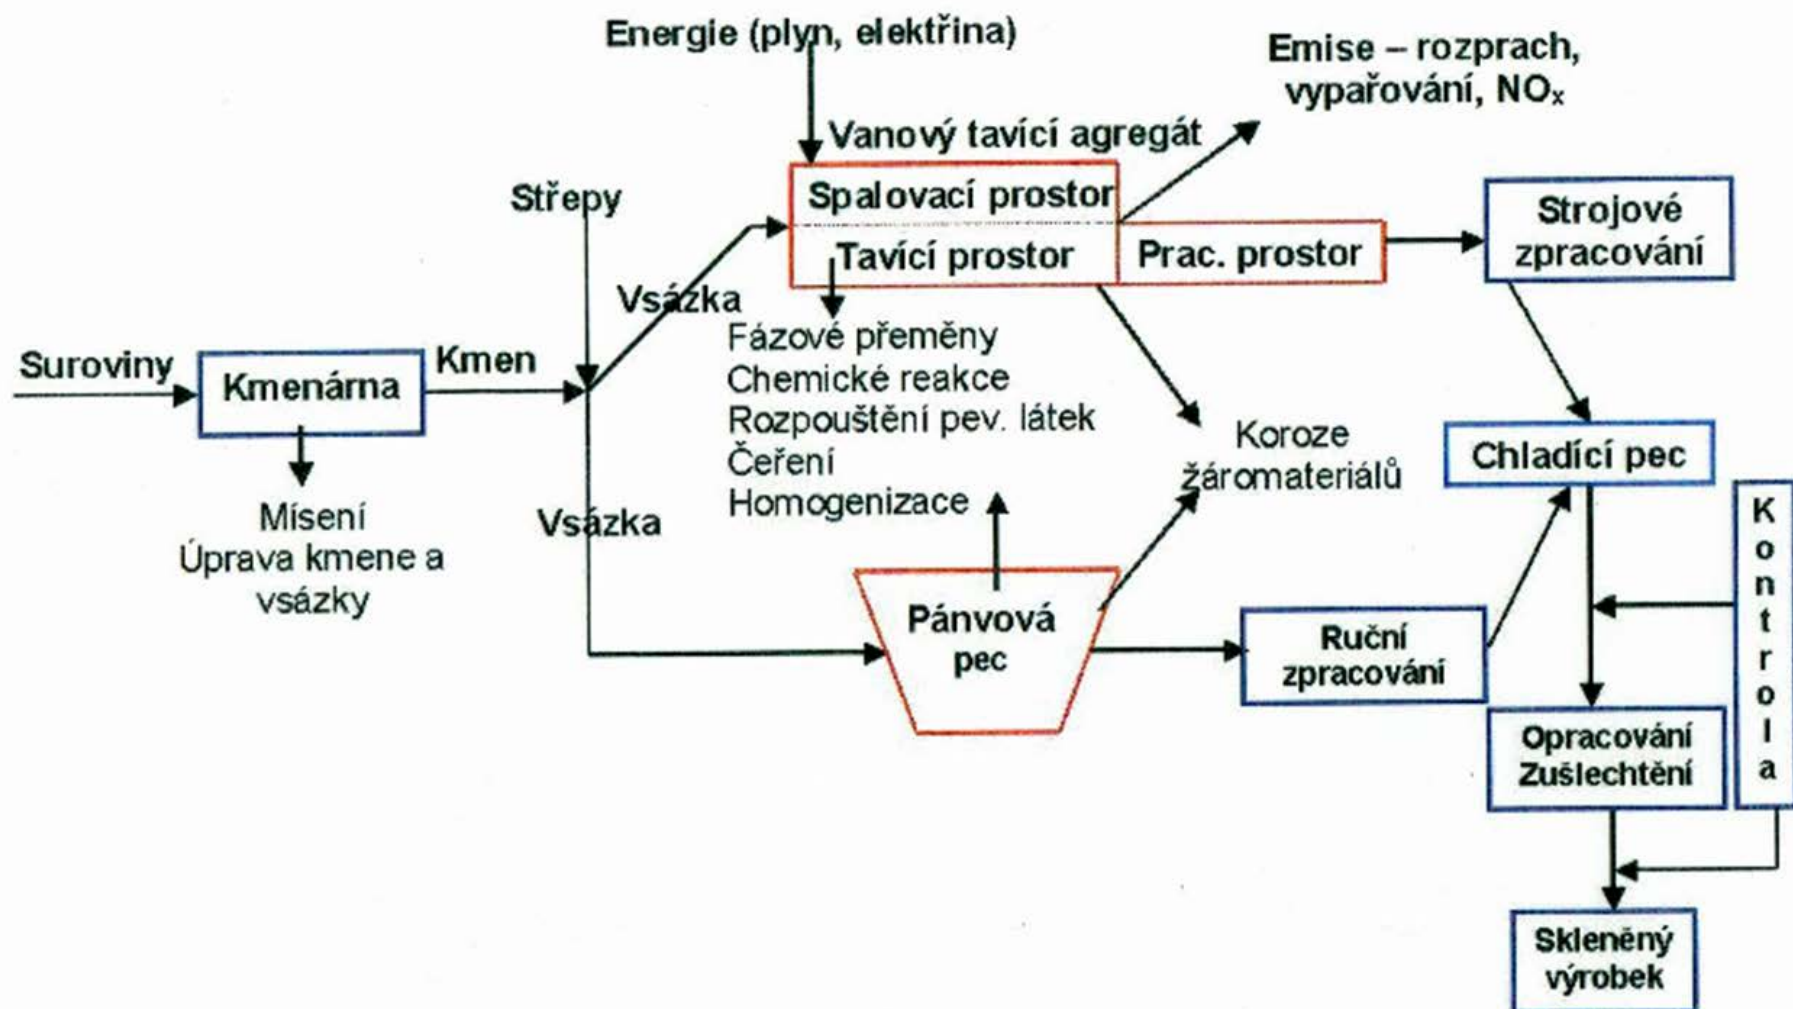 Energie (plyn, elektřina)
Emise – rozprach,
vypařování, NOₓ
Vanový tavící agregát
Střepy
Spalovací prostor
Tavící prostor
Prac. prostor
Strojové
zpracování
Vsázka
Suroviny
Kmenárna
Kmen
Fázové přeměny
Chemické reakce
Rozpouštění pev. látek
Čeření
Homogenizace
Koroze
žáromateriálů
Chladící pec
Mísení
Úprava kmene a
vsázky
Vsázka
Pánvová
pec
Ruční
zpracování
Kontrola
Opracování
Zušlechtění
Skleněný
výrobek